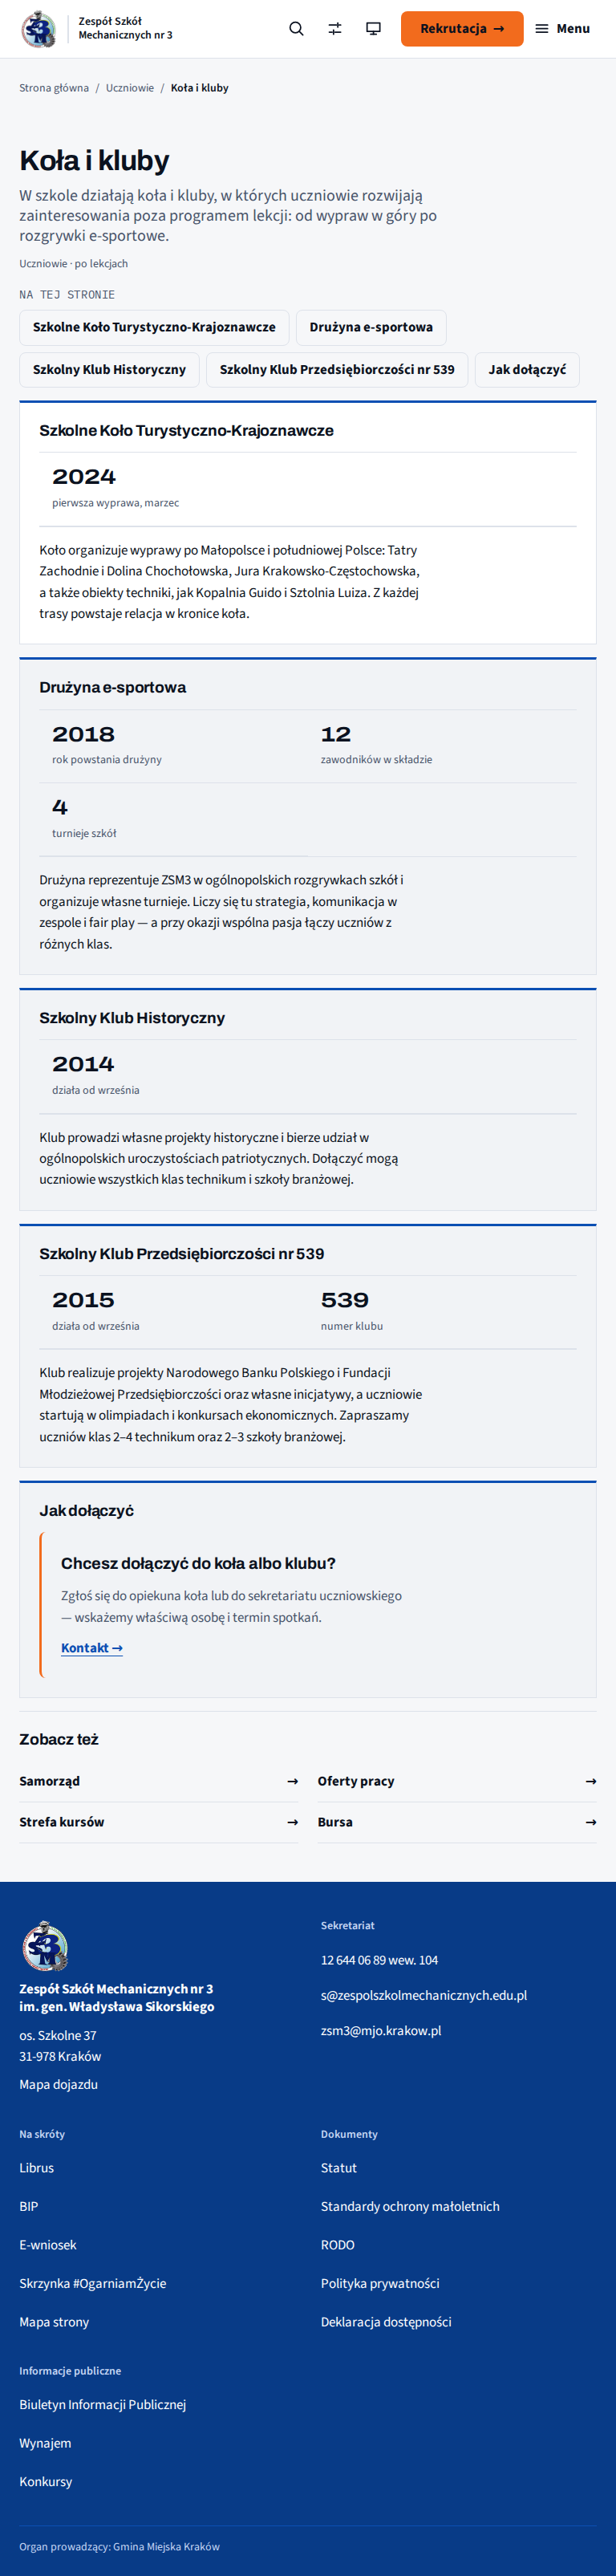 Zespół Szkół
Mechanicznych nr 3
Rekrutacja →
Menu
Strona główna / Uczniowie / Koła i kluby
Koła i kluby
W szkole działają koła i kluby, w których uczniowie rozwijają
zainteresowania poza programem lekcji: od wypraw w góry po
rozgrywki e-sportowe.
Uczniowie · po lekcjach
NA TEJ STRONIE
Szkolne Koło Turystyczno-Krajoznawcze
Drużyna e-sportowa
Szkolny Klub Historyczny
Szkolny Klub Przedsiębiorczości nr 539
Jak dołączyć
Szkolne Koło Turystyczno-Krajoznawcze
2024
pierwsza wyprawa, marzec
Koło organizuje wyprawy po Małopolsce i południowej Polsce: Tatry
Zachodnie i Dolina Chochołowska, Jura Krakowsko-Częstochowska,
a także obiekty techniki, jak Kopalnia Guido i Sztolnia Luiza. Z każdej
trasy powstaje relacja w kronice koła.
Drużyna e-sportowa
2018
rok powstania drużyny
12
zawodników w składzie
4
turnieje szkół
Drużyna reprezentuje ZSM3 w ogólnopolskich rozgrywkach szkół i
organizuje własne turnieje. Liczy się tu strategia, komunikacja w
zespole i fair play — a przy okazji wspólna pasja łączy uczniów z
różnych klas.
Szkolny Klub Historyczny
2014
działa od września
Klub prowadzi własne projekty historyczne i bierze udział w
ogólnopolskich uroczystościach patriotycznych. Dołączyć mogą
uczniowie wszystkich klas technikum i szkoły branżowej.
Szkolny Klub Przedsiębiorczości nr 539
2015
działa od września
539
numer klubu
Klub realizuje projekty Narodowego Banku Polskiego i Fundacji
Młodzieżowej Przedsiębiorczości oraz własne inicjatywy, a uczniowie
startują w olimpiadach i konkursach ekonomicznych. Zapraszamy
uczniów klas 2–4 technikum oraz 2–3 szkoły branżowej.
Jak dołączyć
Chcesz dołączyć do koła albo klubu?
Zgłoś się do opiekuna koła lub do sekretariatu uczniowskiego
— wskażemy właściwą osobę i termin spotkań.
Kontakt →
Zobacz też
Samorząd →
Oferty pracy →
Strefa kursów →
Bursa →
Zespół Szkół Mechanicznych nr 3
im. gen. Władysława Sikorskiego
os. Szkolne 37
31-978 Kraków
Mapa dojazdu
Sekretariat
12 644 06 89 wew. 104
s@zespolszkolmechanicznych.edu.pl
zsm3@mjo.krakow.pl
Na skróty
Librus
BIP
E-wniosek
Skrzynka #OgarniamŻycie
Mapa strony
Dokumenty
Statut
Standardy ochrony małoletnich
RODO
Polityka prywatności
Deklaracja dostępności
Informacje publiczne
Biuletyn Informacji Publicznej
Wynajem
Konkursy
Organ prowadzący: Gmina Miejska Kraków